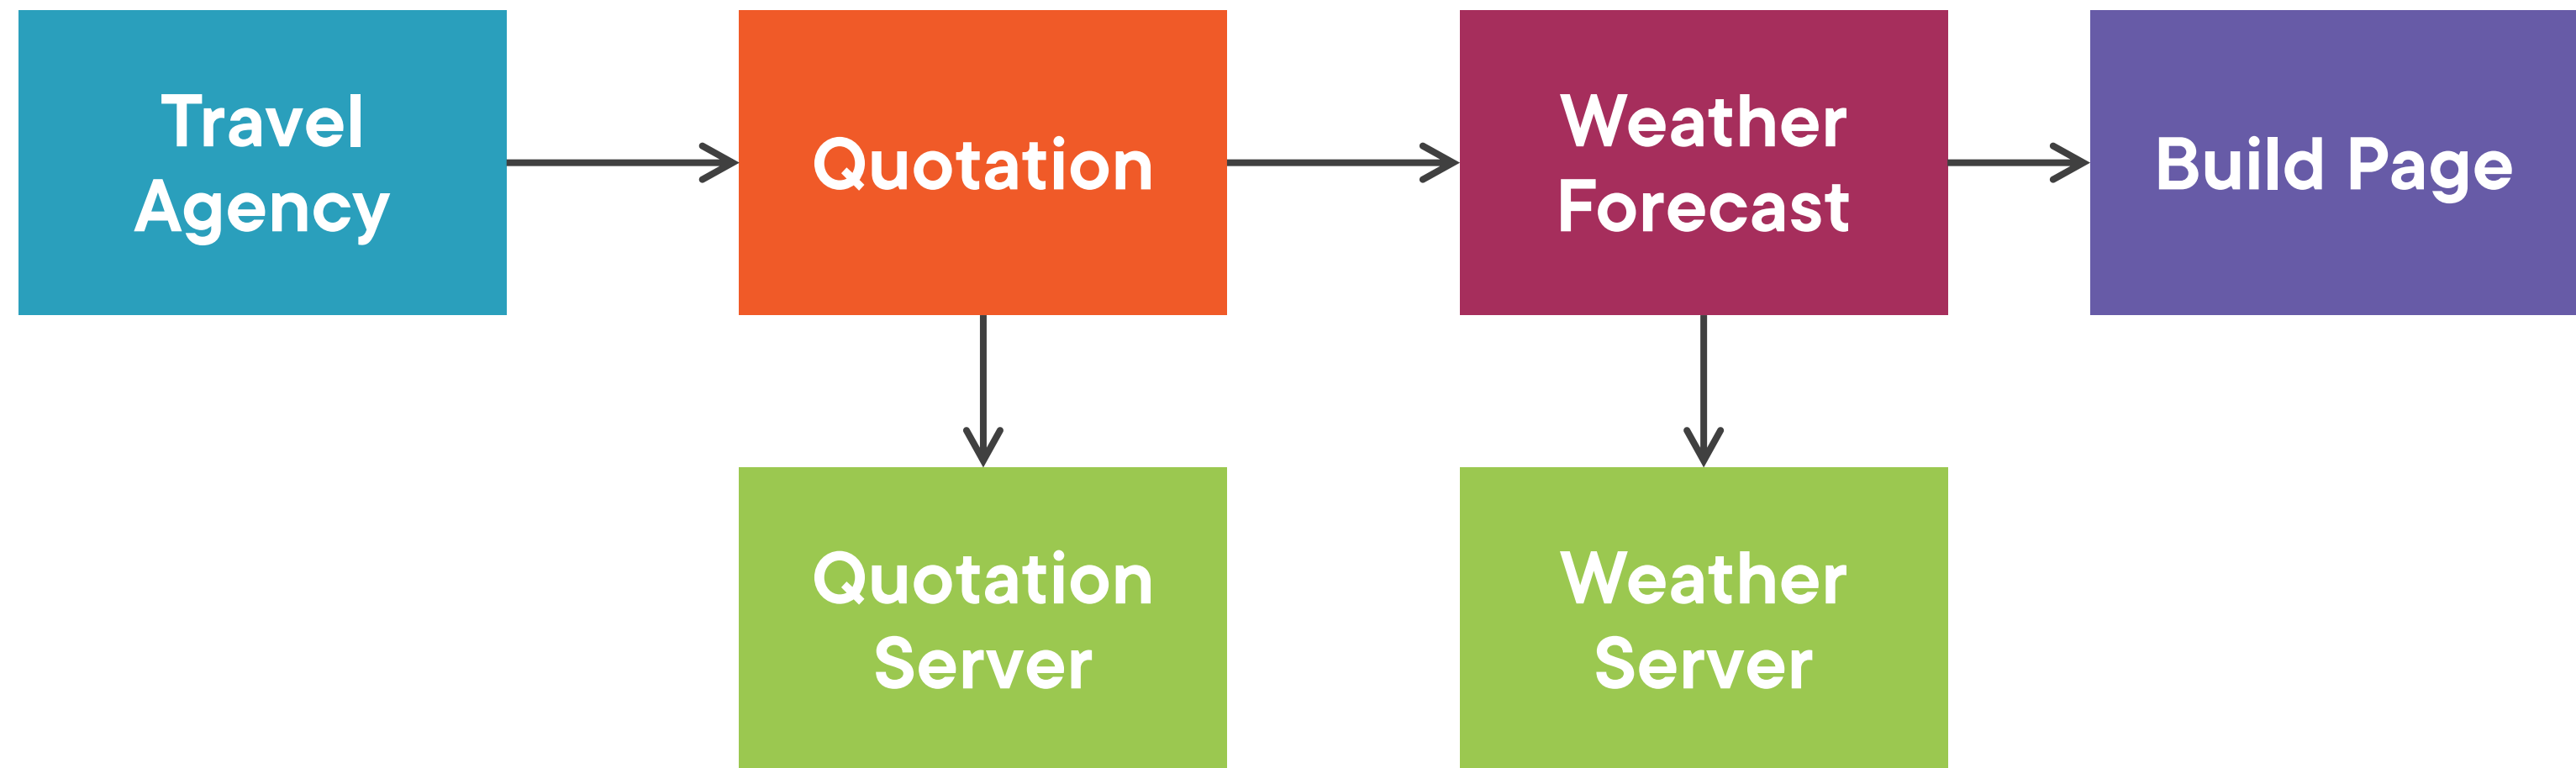 Travel
Agency
Quotation
Weather
Forecast
Build Page
Quotation
Server
Weather
Server